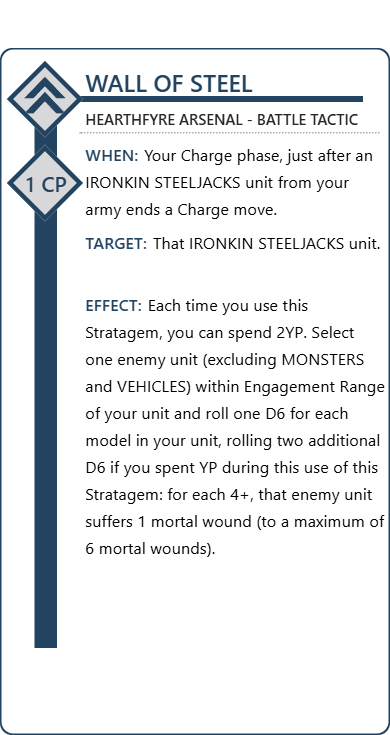 WALL OF STEEL
HEARTHFYRE ARSENAL - BATTLE TACTIC
WHEN: Your Charge phase, just after an
1 CP
IRONKIN STEELJACKS unit from your
army ends a Charge move.
TARGET: That IRONKIN STEELJACKS unit.
EFFECT: Each time you use this
Stratagem, you can spend 2YP. Select
one enemy unit (excluding MONSTERS
and VEHICLES) within Engagement Range
of your unit and roll one D6 for each
model in your unit, rolling two additional
D6 if you spent YP during this use of this
Stratagem: for each 4+, that enemy unit
suffers 1 mortal wound (to a maximum of
6 mortal wounds).